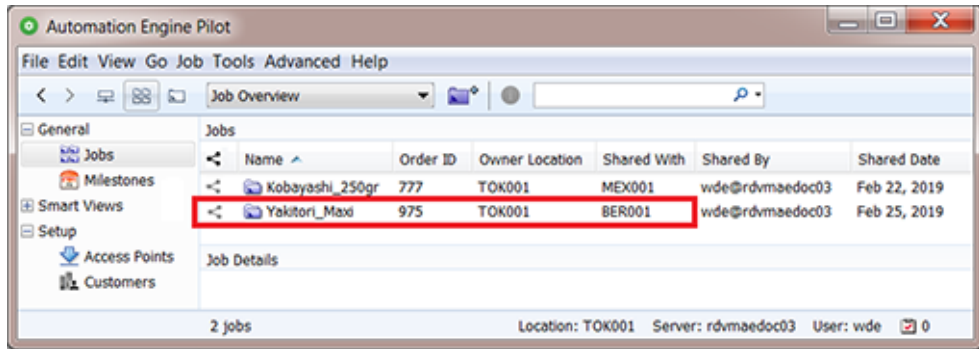 Automation Engine Pilot
File Edit View Go Job Tools Advanced Help
Job Overview
General
Jobs
Milestones
Smart Views
Setup
Access Points
Customers
Jobs
Name Order ID Owner Location Shared With Shared By Shared Date
Kobayashi_250gr 777 TOK001 MEX001 wde@rdvmaedoc03 Feb 22, 2019
Yakitori_Maxi 975 TOK001 BER001 wde@rdvmaedoc03 Feb 25, 2019
Job Details
2 jobs Location: TOK001 Server: rdvmaedoc03 User: wde 0